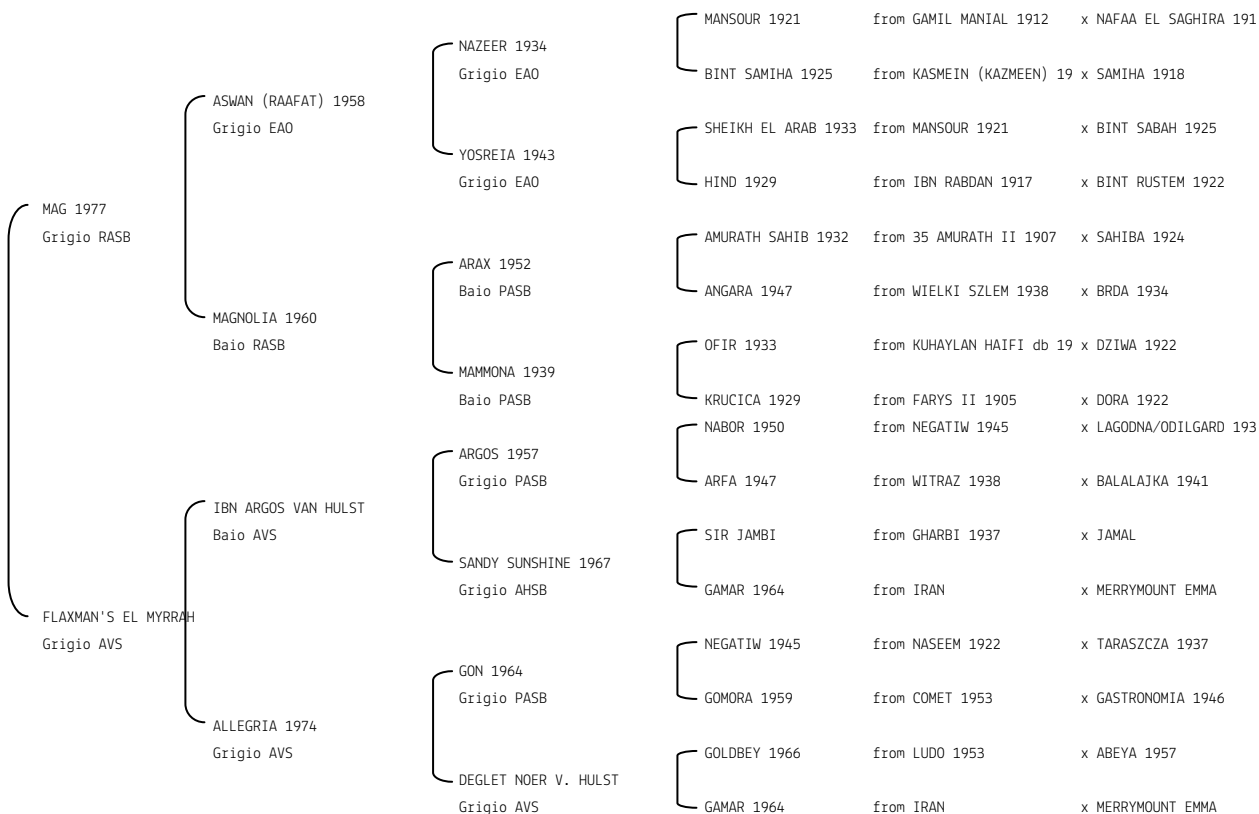 MANSOUR 1921 from GAMIL MANIAL 1912 x NAFAA EL SAGHIRA 191
NAZEER 1934
Grigio EAO
BINT SAMIHA 1925 from KASMEIN (KAZMEEN) 19 x SAMIHA 1918
ASWAN (RAAFAT) 1958
Grigio EAO
SHEIKH EL ARAB 1933 from MANSOUR 1921 x BINT SABAH 1925
YOSREIA 1943
Grigio EAO
HIND 1929 from IBN RABDAN 1917 x BINT RUSTEM 1922
MAG 1977
Grigio RASB
AMURATH SAHIB 1932 from 35 AMURATH II 1907 x SAHIBA 1924
ARAX 1952
Baio PASB
ANGARA 1947 from WIELKI SZLEM 1938 x BRDA 1934
MAGNOLIA 1960
Baio RASB
OFIR 1933 from KUHAYLAN HAIFI db 19 x DZIWA 1922
MAMMONA 1939
Baio PASB
KRUCICA 1929 from FARYS II 1905 x DORA 1922
NABOR 1950 from NEGATIW 1945 x LAGODNA/ODILGARD 193
ARGOS 1957
Grigio PASB
ARFA 1947 from WITRAZ 1938 x BALALAJKA 1941
IBN ARGOS VAN HULST
Baio AVS
SIR JAMBI from GHARBI 1937 x JAMAL
SANDY SUNSHINE 1967
Grigio AHSB
GAMAR 1964 from IRAN x MERRYMOUNT EMMA
FLAXMAN'S EL MYRRAH
Grigio AVS
NEGATIW 1945 from NASEEM 1922 x TARASZCZA 1937
GON 1964
Grigio PASB
GOMORA 1959 from COMET 1953 x GASTRONOMIA 1946
ALLEGRIA 1974
Grigio AVS
GOLDBEY 1966 from LUDO 1953 x ABEYA 1957
DEGLET NOER V. HULST
Grigio AVS
GAMAR 1964 from IRAN x MERRYMOUNT EMMA